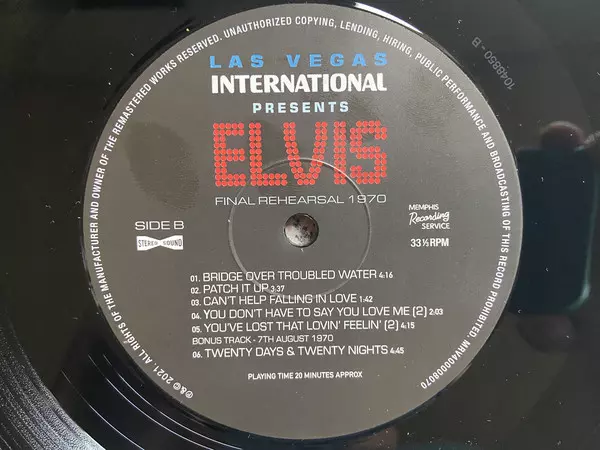 ALL RIGHTS OF THE MANUFACTURER AND OWNER OF THE REMASTERED WORKS RESERVED. UNAUTHORIZED COPYING, LENDING, HIRING, PUBLIC PERFORMANCE AND BROADCASTING OF THIS RECORD PROHIBITED. MRV40008070
℗&© 2021.
LAS VEGAS
INTERNATIONAL
PRESENTS
ELVIS
FINAL REHEARSAL 1970
SIDE B
STEREO SOUND
MEMPHIS
Recording
SERVICE
33 ⅓ RPM
01. BRIDGE OVER TROUBLED WATER 4:16
02. PATCH IT UP 3:37
03. CAN'T HELP FALLING IN LOVE 1:42
04. YOU DON'T HAVE TO SAY YOU LOVE ME (2) 2:03
05. YOU'VE LOST THAT LOVIN' FEELIN' (2) 4:15
BONUS TRACK - 7TH AUGUST 1970
06. TWENTY DAYS & TWENTY NIGHTS 4:45
PLAYING TIME 20 MINUTES APPROX
1048850 - B